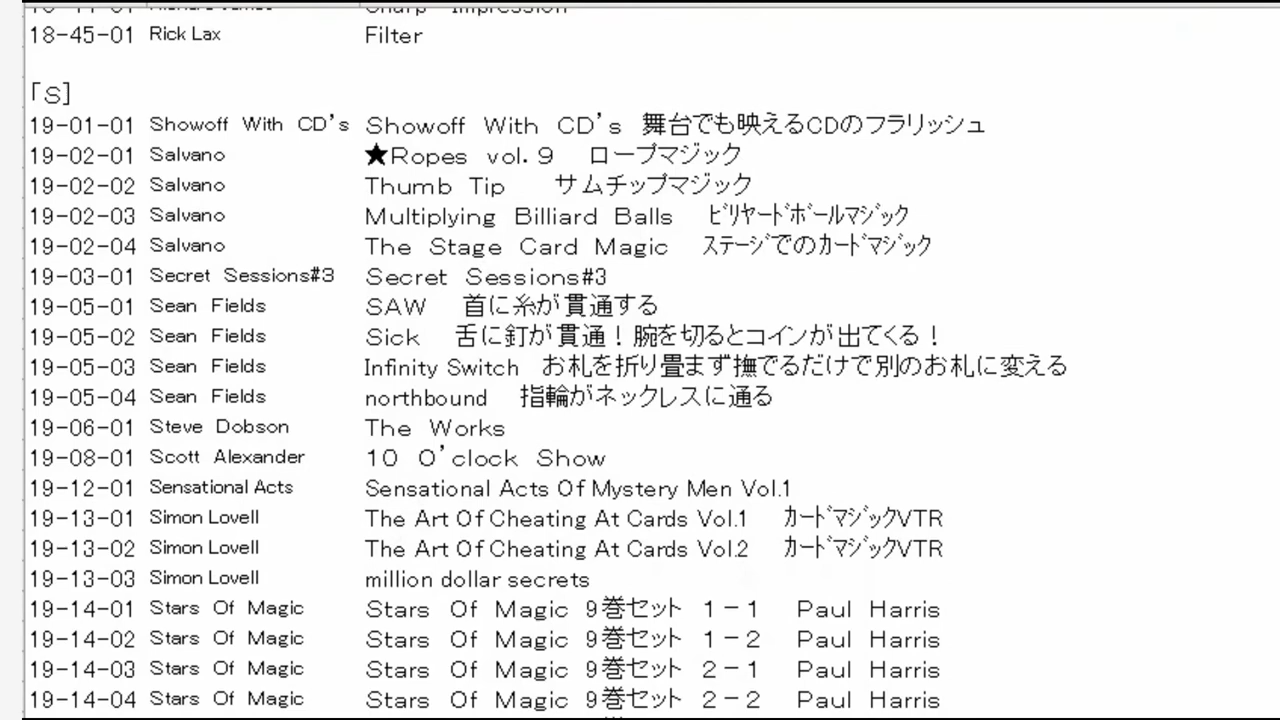 Sharp Impression
18-45-01 Rick Lax Filter
「S]
19-01-01 Showoff With CD's Showoff With CD's 舞台でも映えるCDのフラリッシュ
19-02-01 Salvano ★Ropes vol.9 ロープマジック
19-02-02 Salvano Thumb Tip サムチップマジック
19-02-03 Salvano Multiplying Billiard Balls ビリヤードボールマジック
19-02-04 Salvano The Stage Card Magic ステージでのカードマジック
19-03-01 Secret Sessions#3 Secret Sessions#3
19-05-01 Sean Fields SAW 首に糸が貫通する
19-05-02 Sean Fields Sick 舌に釘が貫通！腕を切るとコインが出てくる！
19-05-03 Sean Fields Infinity Switch お札を折り畳まず撫でるだけで別のお札に変える
19-05-04 Sean Fields northbound 指輪がネックレスに通る
19-06-01 Steve Dobson The Works
19-08-01 Scott Alexander 10 O'clock Show
19-12-01 Sensational Acts Sensational Acts Of Mystery Men Vol.1
19-13-01 Simon Lovell The Art Of Cheating At Cards Vol.1 カードマジックVTR
19-13-02 Simon Lovell The Art Of Cheating At Cards Vol.2 カードマジックVTR
19-13-03 Simon Lovell million dollar secrets
19-14-01 Stars Of Magic Stars Of Magic 9巻セット 1－1 Paul Harris
19-14-02 Stars Of Magic Stars Of Magic 9巻セット 1－2 Paul Harris
19-14-03 Stars Of Magic Stars Of Magic 9巻セット 2－1 Paul Harris
19-14-04 Stars Of Magic Stars Of Magic 9巻セット 2－2 Paul Harris